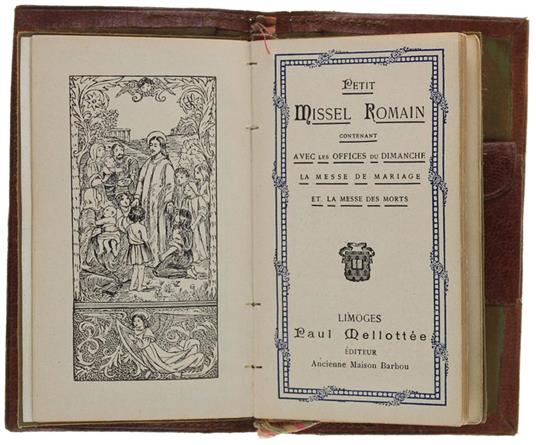 Petit
Missel Romain
CONTENANT
AVEC LES OFFICES DU DIMANCHE
LA MESSE DE MARIAGE
ET LA MESSE DES MORTS
LIMOGES
Paul Mellottée
ÉDITEUR
Ancienne Maison Barbou